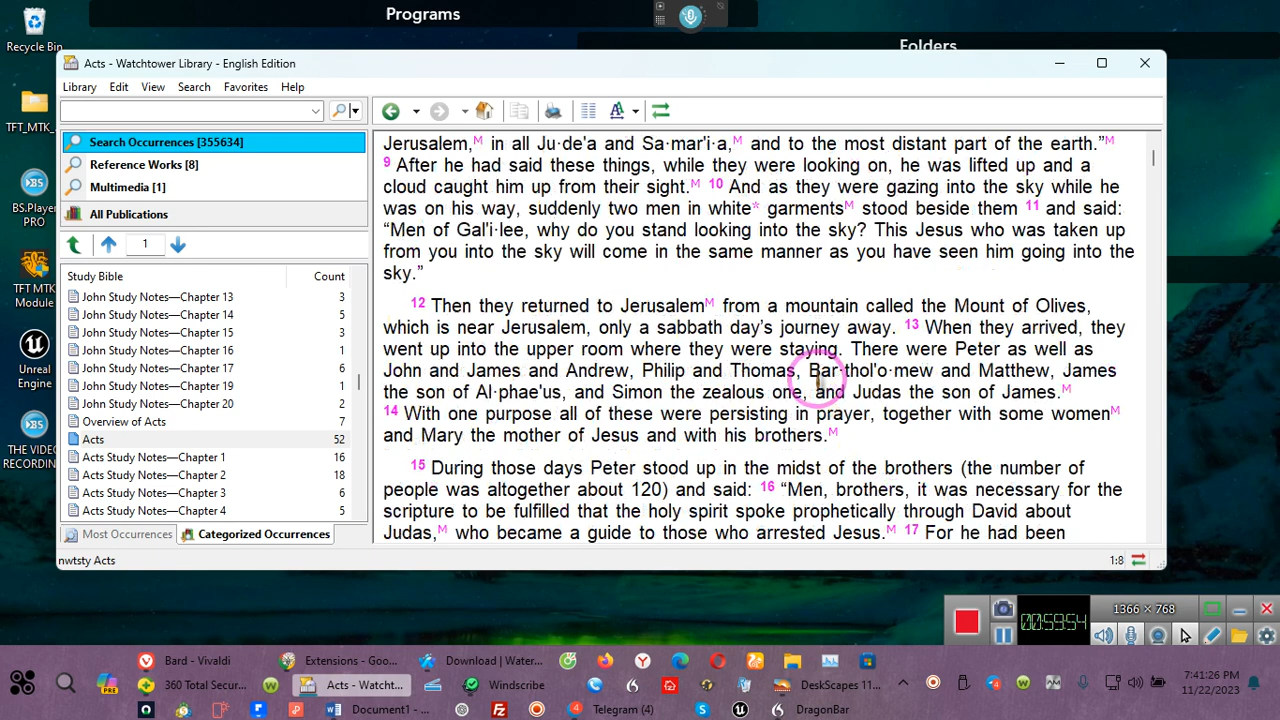 Programs
Folders
Recycle Bin
TFT_MTK_
BS.Player
PRO
TFT MTK
Module
Unreal
Engine
THE VIDEO
RECORDING
Acts - Watchtower Library - English Edition
Library Edit View Search Favorites Help
Search Occurrences [355634]
Reference Works [8]
Multimedia [1]
All Publications
1
Study Bible Count
John Study Notes—Chapter 13 3
John Study Notes—Chapter 14 5
John Study Notes—Chapter 15 3
John Study Notes—Chapter 16 1
John Study Notes—Chapter 17 6
John Study Notes—Chapter 19 1
John Study Notes—Chapter 20 2
Overview of Acts 7
Acts 52
Acts Study Notes—Chapter 1 16
Acts Study Notes—Chapter 2 18
Acts Study Notes—Chapter 3 6
Acts Study Notes—Chapter 4 5
Most Occurrences Categorized Occurrences
nwtsty Acts
1:8
Jerusalem,M in all Ju·de'a and Sa·mar'i·a,M and to the most distant part of the earth.”M
9 After he had said these things, while they were looking on, he was lifted up and a
cloud caught him up from their sight.M 10 And as they were gazing into the sky while he
was on his way, suddenly two men in white* garmentsM stood beside them 11 and said:
“Men of Gal'i·lee, why do you stand looking into the sky? This Jesus who was taken up
from you into the sky will come in the same manner as you have seen him going into the
sky.”
12 Then they returned to JerusalemM from a mountain called the Mount of Olives,
which is near Jerusalem, only a sabbath day’s journey away. 13 When they arrived, they
went up into the upper room where they were staying. There were Peter as well as
John and James and Andrew, Philip and Thomas, Bar·thol'o·mew and Matthew, James
the son of Al·phae'us, and Simon the zealous one, and Judas the son of James.M
14 With one purpose all of these were persisting in prayer, together with some womenM
and Mary the mother of Jesus and with his brothers.M
15 During those days Peter stood up in the midst of the brothers (the number of
people was altogether about 120) and said: 16 “Men, brothers, it was necessary for the
scripture to be fulfilled that the holy spirit spoke prophetically through David about
Judas,M who became a guide to those who arrested Jesus.M 17 For he had been
00:59:54
1366 × 768
Bard - Vivaldi
Extensions - Goo...
Download | Water...
360 Total Secur...
Acts - Watcht...
Windscribe
DeskScapes 11...
Document1 - ...
Telegram (4)
DragonBar
PRE
7:41:26 PM
11/22/2023